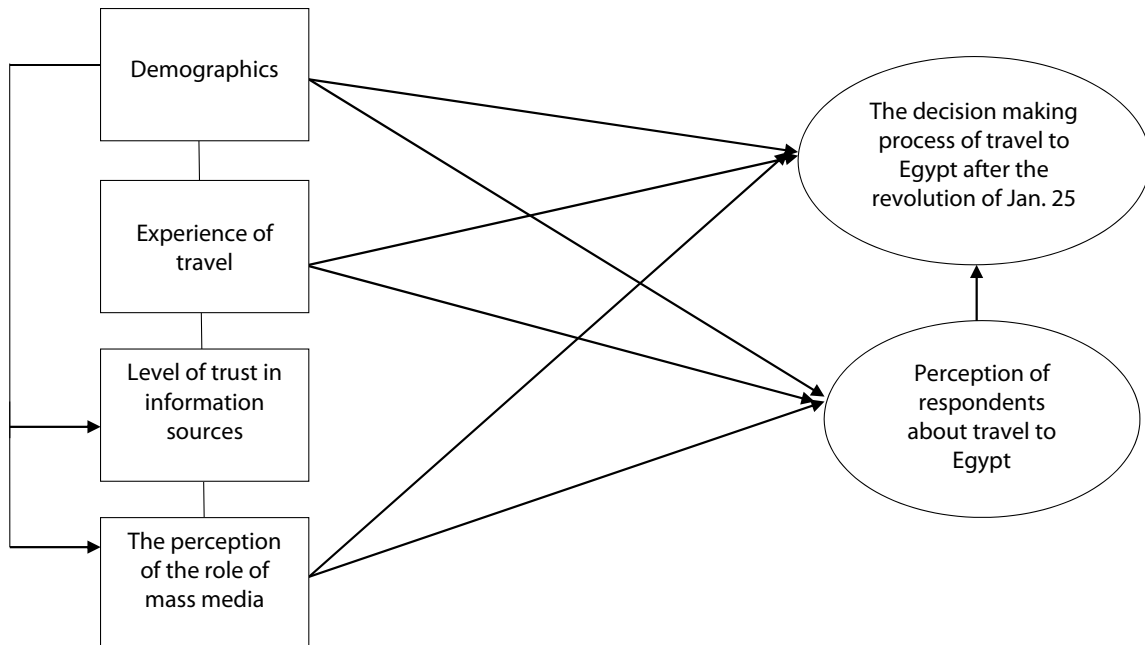 Demographics
Experience of
travel
Level of trust in
information
sources
The perception
of the role of
mass media
The decision making
process of travel to
Egypt after the
revolution of Jan. 25
Perception of
respondents
about travel to
Egypt